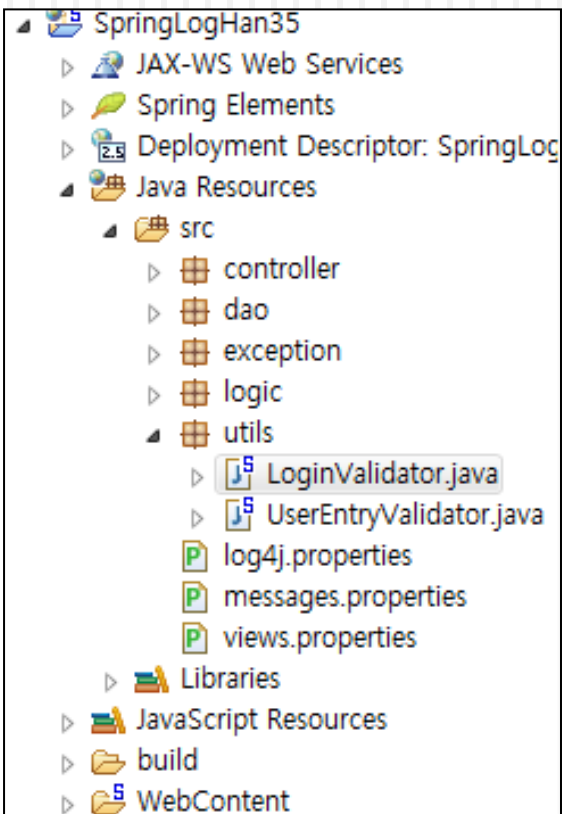 SpringLogHan35
JAX-WS Web Services
Spring Elements
2.5 Deployment Descriptor: SpringLog
Java Resources
src
controller
dao
exception
logic
utils
LoginValidator.java
UserEntryValidator.java
log4j.properties
messages.properties
views.properties
Libraries
JavaScript Resources
build
WebContent